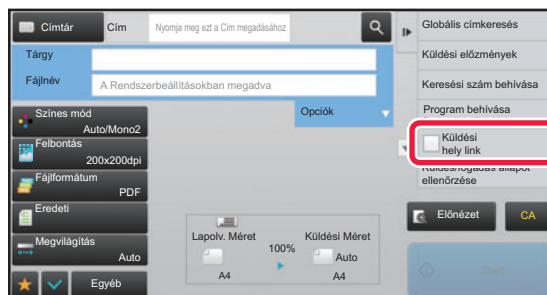 Címtár
Cím
Nyomja meg ezt a Cím megadásához
Globális címkeresés
Tárgy
Küldési előzmények
Fájlnév
A Rendszerbeállításokban megadva
Keresési szám behívása
Opciók
Program behívása
Színes mód
Auto/Mono2
Küldési
hely link
Felbontás
200x200dpi
Küldés/fogadás állapot
ellenőrzése
Fájlformátum
PDF
Eredeti
Előnézet
CA
Megvilágítás
Auto
Lapolv. Méret
100%
Küldési Méret
Auto
A4
A4
Start
Egyéb